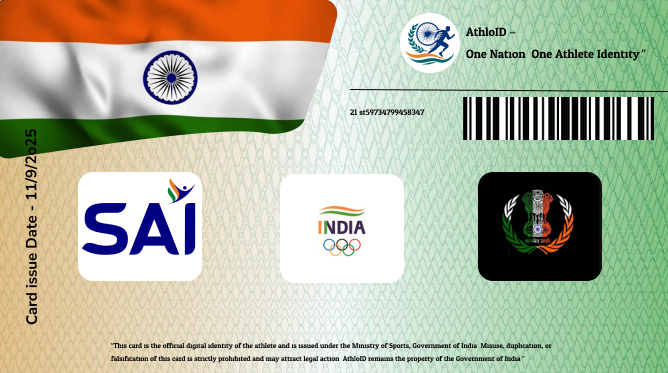 AthloID –
One Nation One Athlete Identity"
21 st59734799458347
Card issue Date - 11/9/2025
SAI
INDIA
"This card is the official digital identity of the athlete and is issued under the Ministry of Sports, Government of India Misuse, duplication, or
falsification of this card is strictly prohibited and may attract legal action AthloID remains the property of the Government of India"